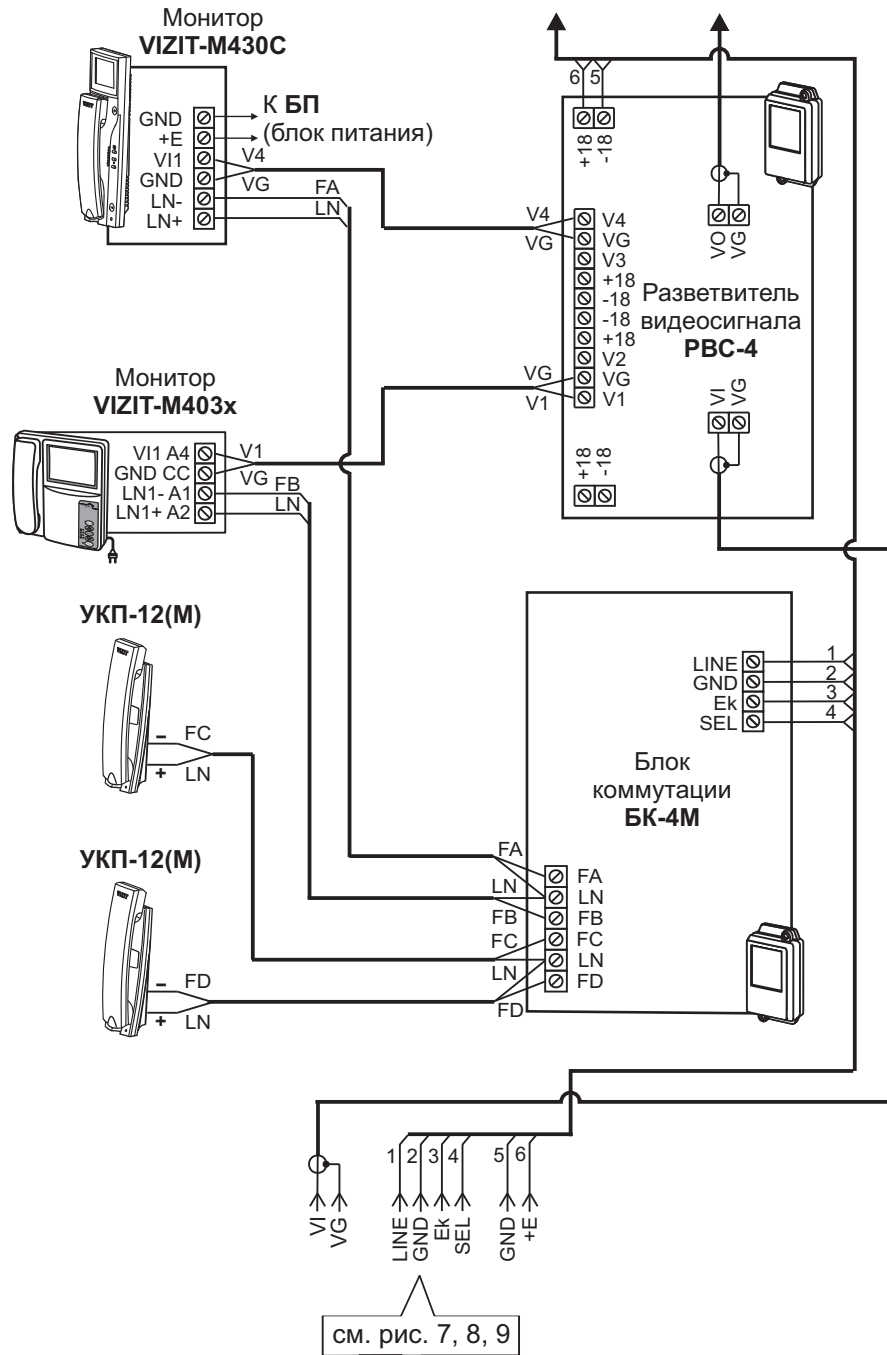 Монитор
VIZIT-M430C
GND
+E
VI1
GND
LN-
LN+
К БП
(блок питания)
V4
VG
FA
LN
6
5
+18
-18
VO
VG
V4
VG
V4
VG
V3
+18
-18
-18
+18
V2
VG
V1
VG
V1
Разветвитель
видеосигнала
РВС-4
VI
VG
+18
-18
Монитор
VIZIT-M403x
VI1 A4
GND CC
LN1- A1
LN1+ A2
V1
VG
FB
LN
УКП-12(М)
– FC
+ LN
УКП-12(М)
– FD
+ LN
LINE
GND
Ek
SEL
1
2
3
4
Блок
коммутации
БК-4М
FA
LN
FB
FC
LN
FD
FA
LN
FB
FC
LN
FD
1
2
3
4
5
6
VI
VG
LINE
GND
Ek
SEL
GND
+E
см. рис. 7, 8, 9